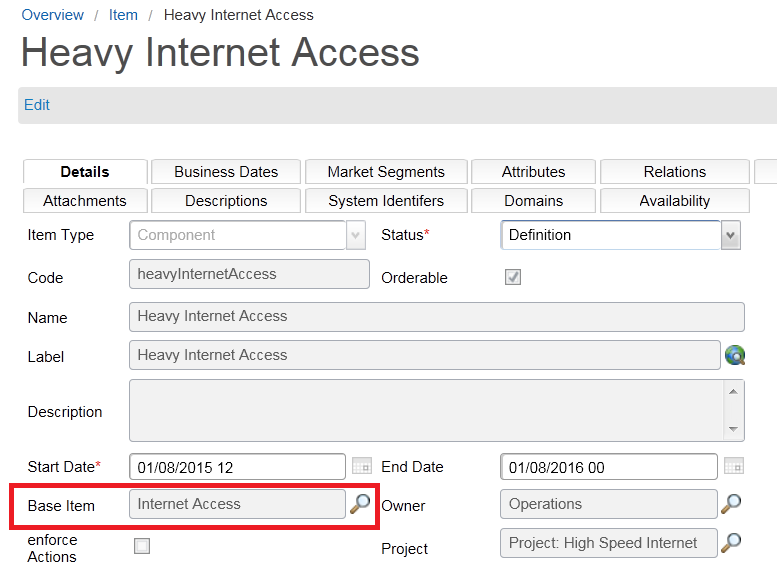 Overview / Item / Heavy Internet Access
Heavy Internet Access
Edit
Details Business Dates Market Segments Attributes Relations
Attachments Descriptions System Identifers Domains Availability
Item Type Component Status* Definition
Code heavyInternetAccess Orderable
Name Heavy Internet Access
Label Heavy Internet Access
Description
Start Date* 01/08/2015 12 End Date 01/08/2016 00
Base Item Internet Access Owner Operations
enforce
Actions Project Project: High Speed Internet